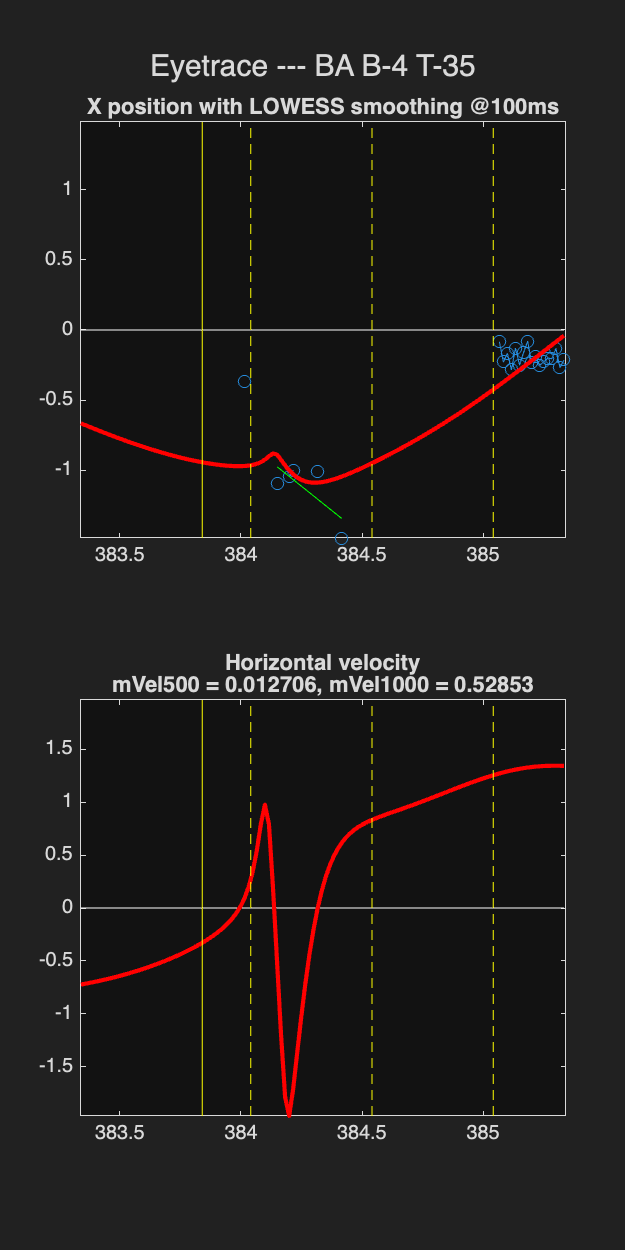 Eyetrace --- BA B-4 T-35
X position with LOWESS smoothing @100ms
1
0.5
0
-0.5
-1
383.5 384 384.5 385
Horizontal velocity
mVel500 = 0.012706, mVel1000 = 0.52853
1.5
1
0.5
0
-0.5
-1
-1.5
383.5 384 384.5 385